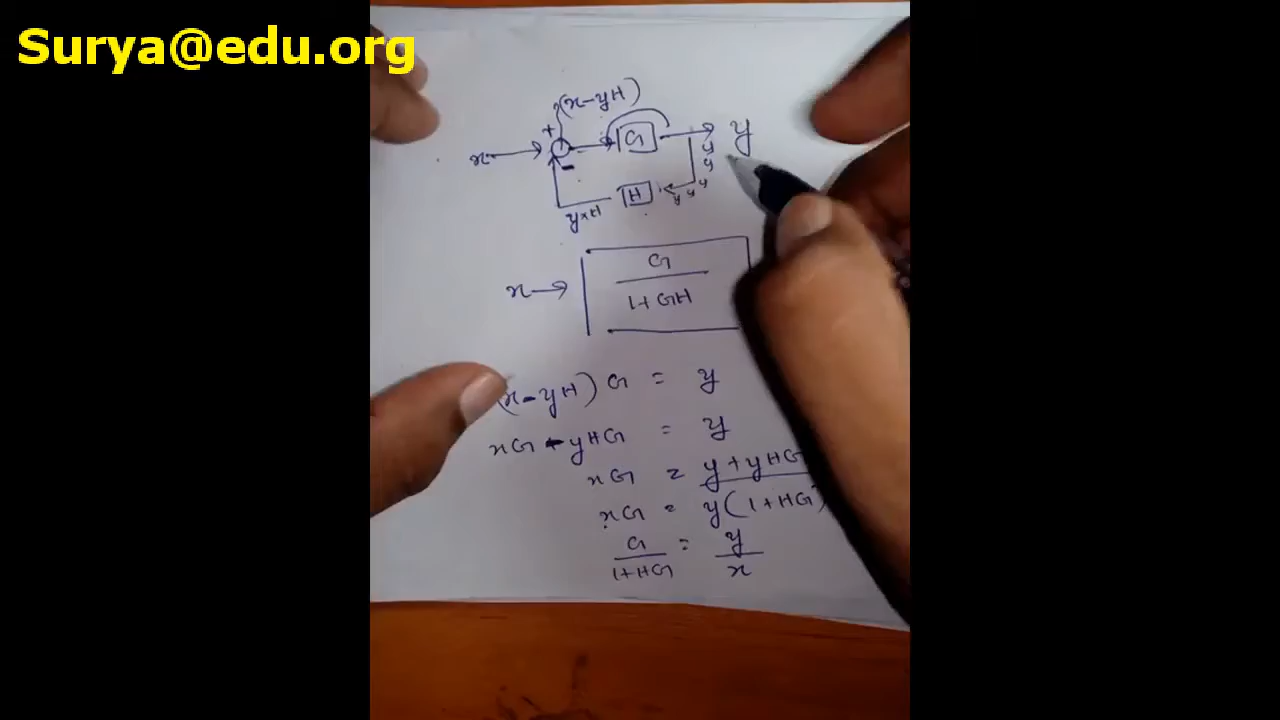 Surya@edu.org
(x-yH)
+
x
G
y
-
y
y
y
H
y y
y×H
G
x
1+GH
(x-yH) G = y
xG - yHG = y
xG = y+yHG
xG = y(1+HG)
G = y
1+HG x